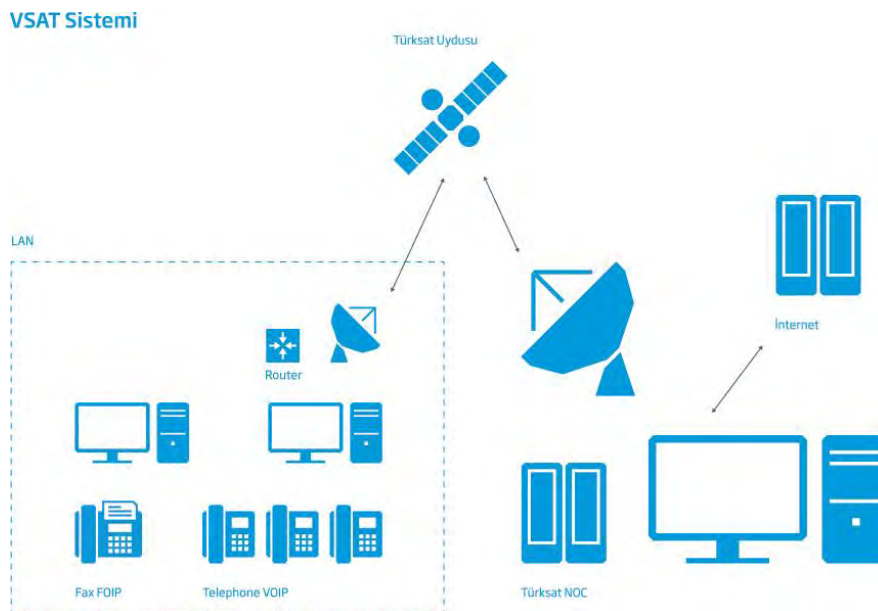 VSAT Sistemi
Türksat Uydusu
LAN
İnternet
Router
Fax FOIP
Telephone VOIP
Türksat NOC